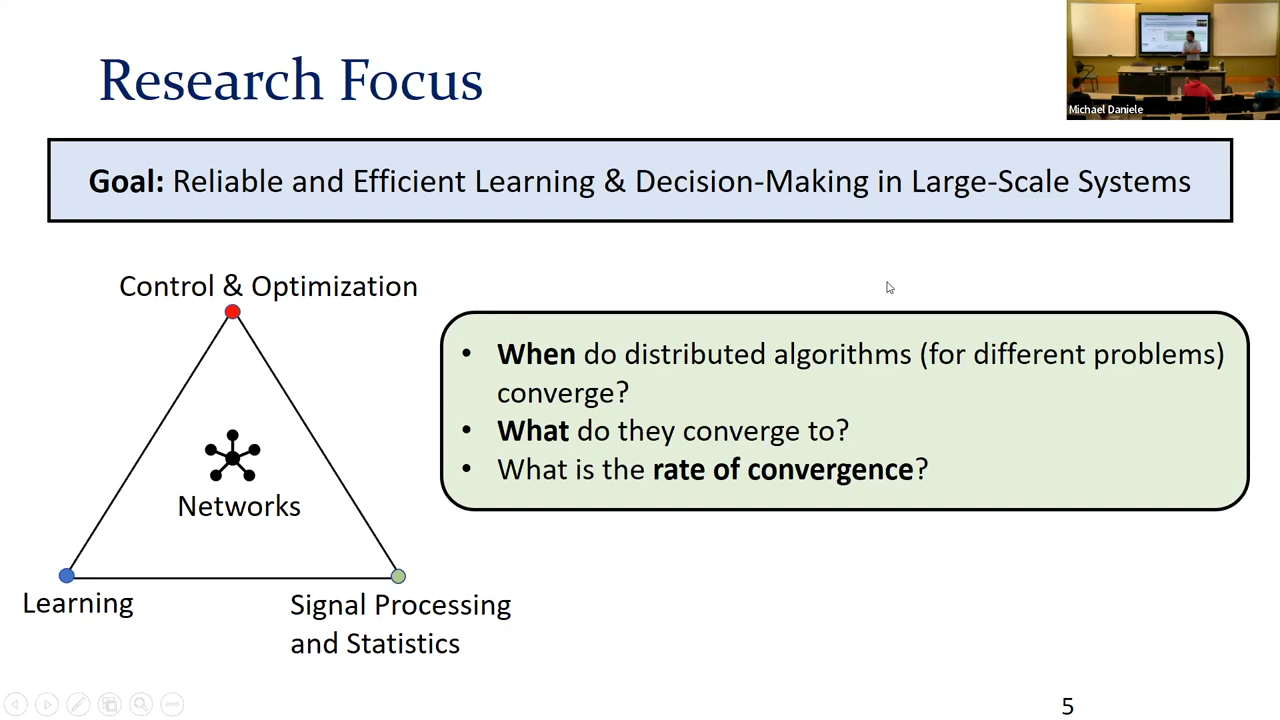 Research Focus
Michael Daniele
Goal: Reliable and Efficient Learning & Decision-Making in Large-Scale Systems
Control & Optimization
• When do distributed algorithms (for different problems)
converge?
• What do they converge to?
• What is the rate of convergence?
Networks
Learning
Signal Processing
and Statistics
5